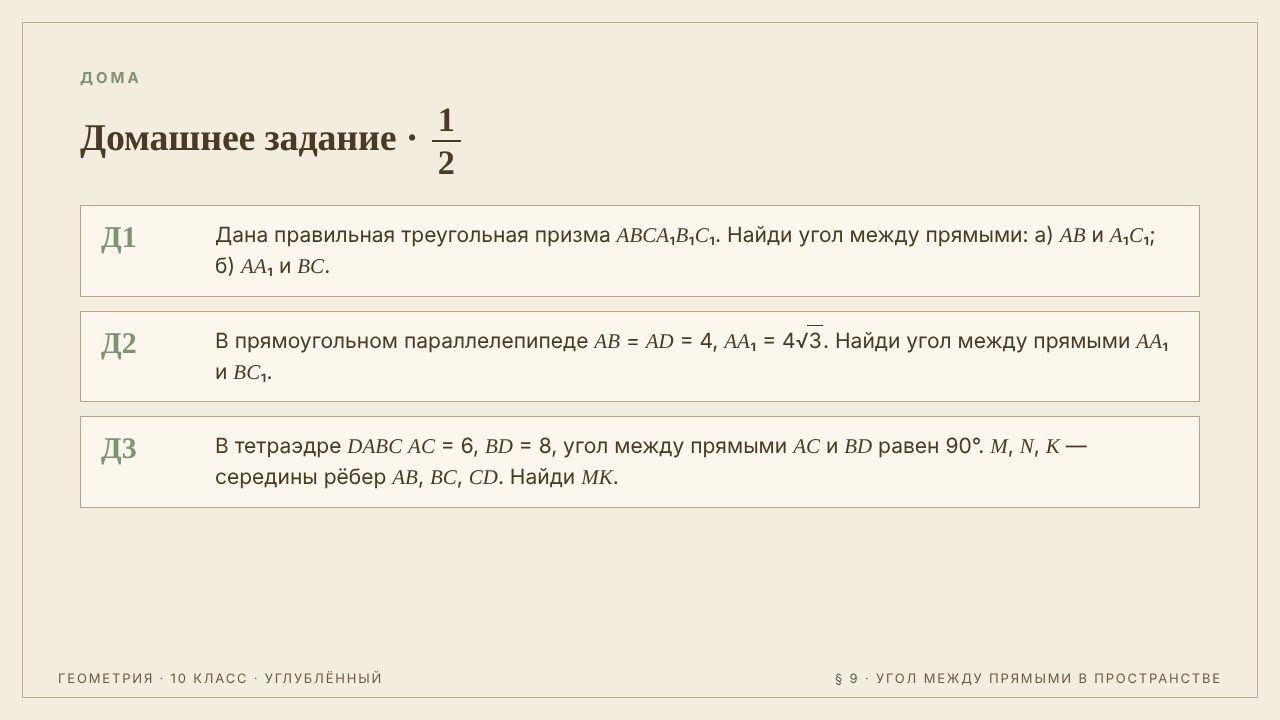 ДОМА
Домашнее задание · 1/2
Д1
Дана правильная треугольная призма ABCA₁B₁C₁. Найди угол между прямыми: а) AB и A₁C₁;
б) AA₁ и BC.
Д2
В прямоугольном параллелепипеде AB = AD = 4, AA₁ = 4√3. Найди угол между прямыми AA₁
и BC₁.
Д3
В тетраэдре DABC AC = 6, BD = 8, угол между прямыми AC и BD равен 90°. M, N, K —
середины рёбер AB, BC, CD. Найди MK.
ГЕОМЕТРИЯ · 10 КЛАСС · УГЛУБЛЁННЫЙ
§ 9 · УГОЛ МЕЖДУ ПРЯМЫМИ В ПРОСТРАНСТВЕ